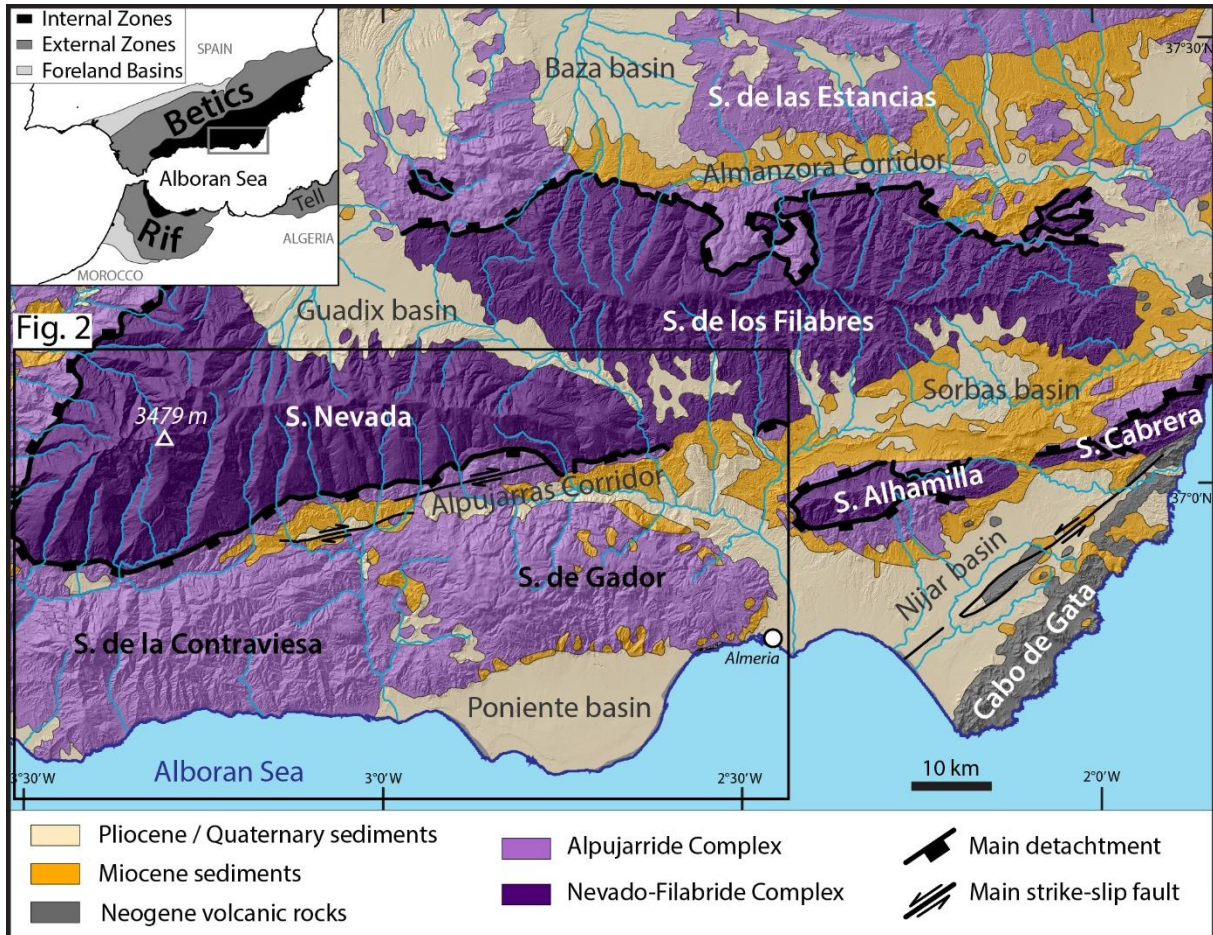 Internal Zones
External Zones
Foreland Basins
SPAIN
Betics
Alboran Sea
Tell
Rif
ALGERIA
MOROCCO
37°30'N
Baza basin
S. de las Estancias
Almanzora Corridor
Guadix basin
S. de los Filabres
Fig. 2
Sorbas basin
3479 m
S. Nevada
S. Cabrera
S. Alhamilla
37°0'N
Alpujarras Corridor
Nijar basin
S. de Gador
S. de la Contraviesa
Cabo de Gata
Almeria
Poniente basin
Alboran Sea
10 km
3°30'W
3°0'W
2°30'W
2°0'W
Pliocene / Quaternary sediments
Miocene sediments
Neogene volcanic rocks
Alpujarride Complex
Nevado-Filabride Complex
Main detachtment
Main strike-slip fault